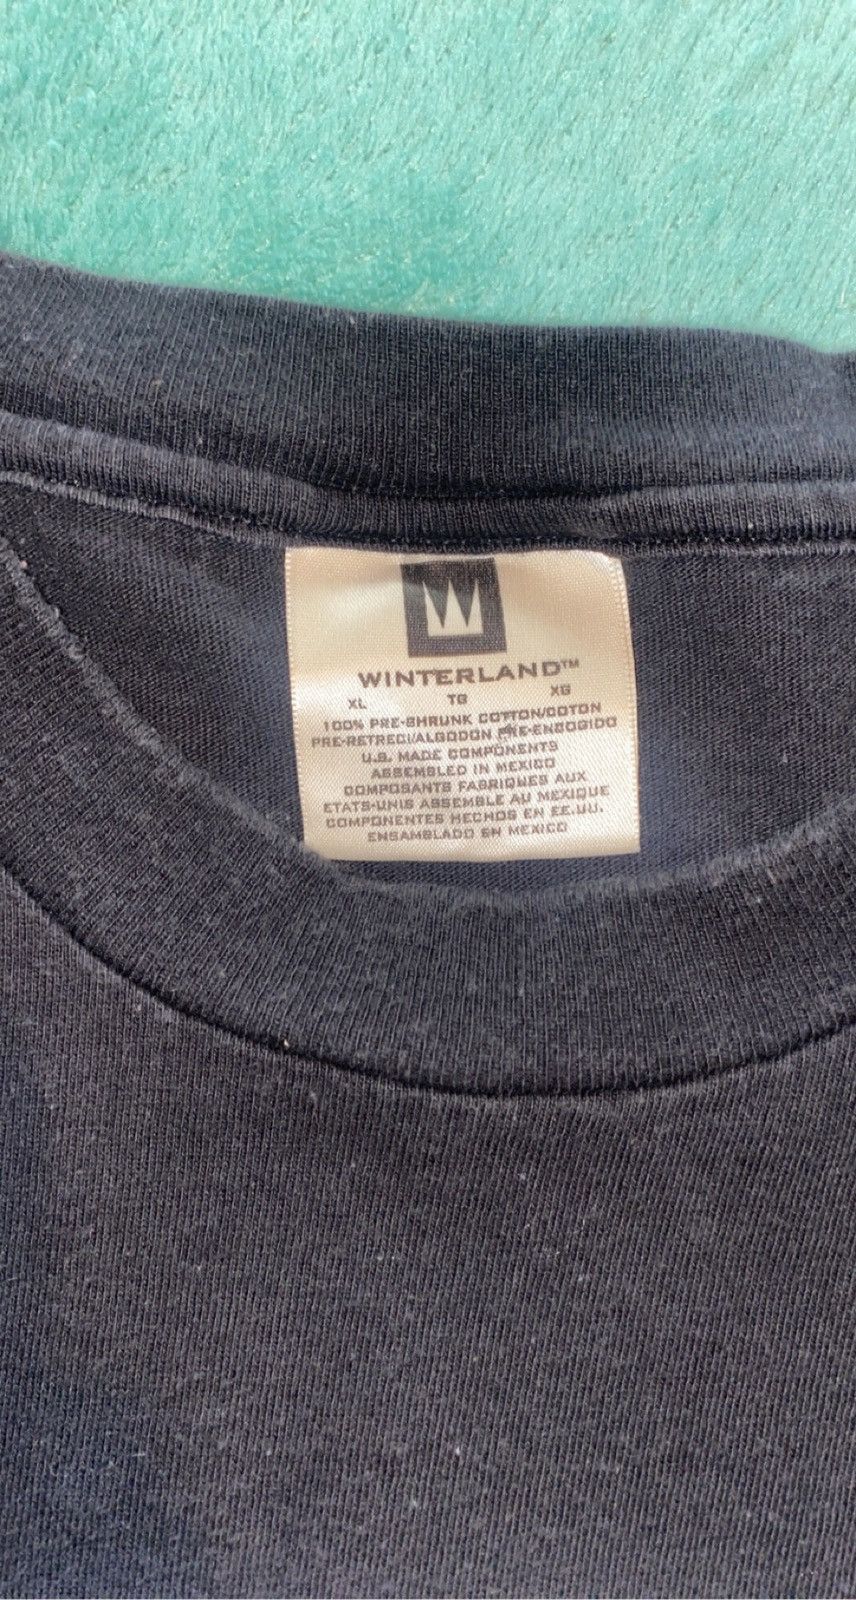 W
WINTERLAND™
XL TG XG
100% PRE-SHRUNK COTTON/COTON
PRE-RETRECI/ALGODON PRE-ENCOGIDO
U.S. MADE COMPONENTS
ASSEMBLED IN MEXICO
COMPOSANTS FABRIQUES AUX
ETATS-UNIS ASSEMBLE AU MEXIQUE
COMPONENTES HECHOS EN EE.UU.
ENSAMBLADO EN MEXICO